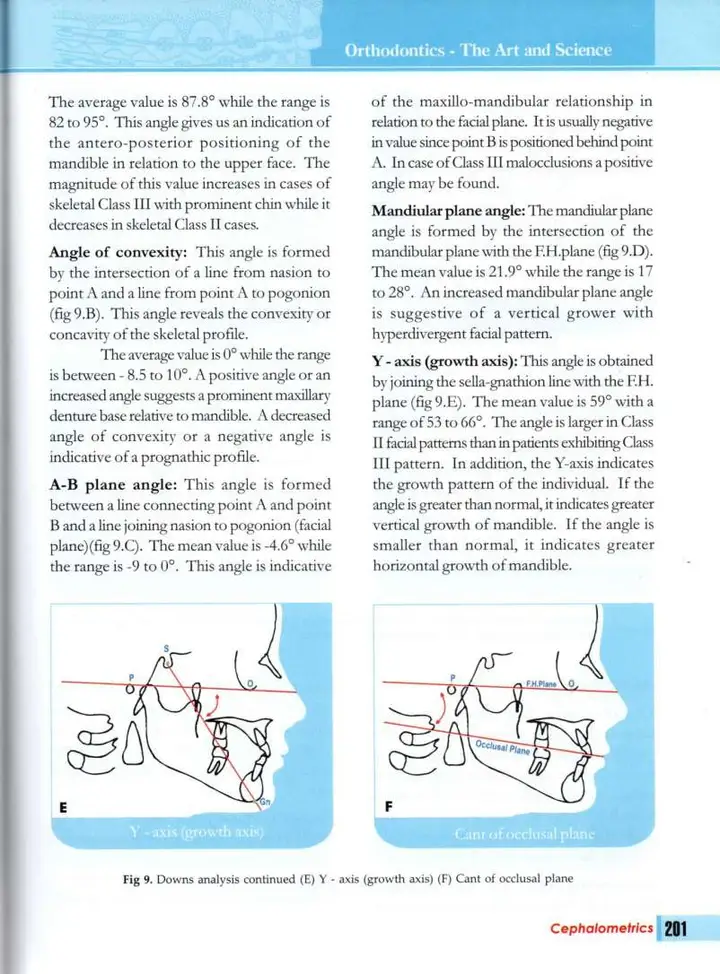 Orthodontics - The Art and Science
The average value is 87.8° while the range is
82 to 95°. This angle gives us an indication of
the antero-posterior positioning of the
mandible in relation to the upper face. The
magnitude of this value increases in cases of
skeletal Class III with prominent chin while it
decreases in skeletal Class II cases.
Angle of convexity: This angle is formed
by the intersection of a line from nasion to
point A and a line from point A to pogonion
(fig 9.B). This angle reveals the convexity or
concavity of the skeletal profile.
The average value is 0° while the range
is between - 8.5 to 10°. A positive angle or an
increased angle suggests a prominent maxillary
denture base relative to mandible. A decreased
angle of convexity or a negative angle is
indicative of a prognathic profile.
A-B plane angle: This angle is formed
between a line connecting point A and point
B and a line joining nasion to pogonion (facial
plane)(fig 9.C). The mean value is -4.6° while
the range is -9 to 0°. This angle is indicative
of the maxillo-mandibular relationship in
relation to the facial plane. It is usually negative
in value since point B is positioned behind point
A. In case of Class III malocclusions a positive
angle may be found.
Mandiular plane angle: The mandiular plane
angle is formed by the intersection of the
mandibular plane with the F.H.plane (fig 9.D).
The mean value is 21.9° while the range is 17
to 28°. An increased mandibular plane angle
is suggestive of a vertical grower with
hyperdivergent facial pattern.
Y - axis (growth axis): This angle is obtained
by joining the sella-gnathion line with the F.H.
plane (fig 9.E). The mean value is 59° with a
range of 53 to 66°. The angle is larger in Class
II facial patterns than in patients exhibiting Class
III pattern. In addition, the Y-axis indicates
the growth pattern of the individual. If the
angle is greater than normal, it indicates greater
vertical growth of mandible. If the angle is
smaller than normal, it indicates greater
horizontal growth of mandible.
S
P
O
Gn
E
Y - axis (growth axis)
P
F.H.Plane
O
Occlusal Plane
F
Cant of occlusal plane
Fig 9. Downs analysis continued (E) Y - axis (growth axis) (F) Cant of occlusal plane
Cephalometrics 201